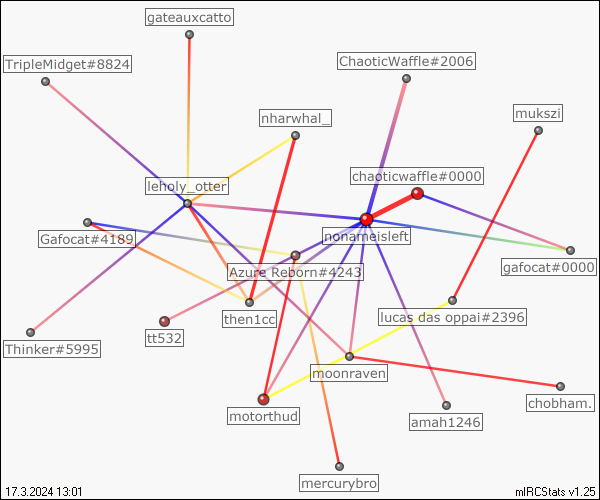 gateauxcatto
TripleMidget#8824
ChaoticWaffle#2006
mukszi
nharwhal_
chaoticwaffle#0000
leholy_otter
Gafocat#4189
nonameisleft
gafocat#0000
Azure Reborn#4243
then1cc
lucas das oppai#2396
tt532
Thinker#5995
moonraven
chobham.
motorthud
amah1246
mercurybro
17.3.2024 13:01
mIRCStats v1.25